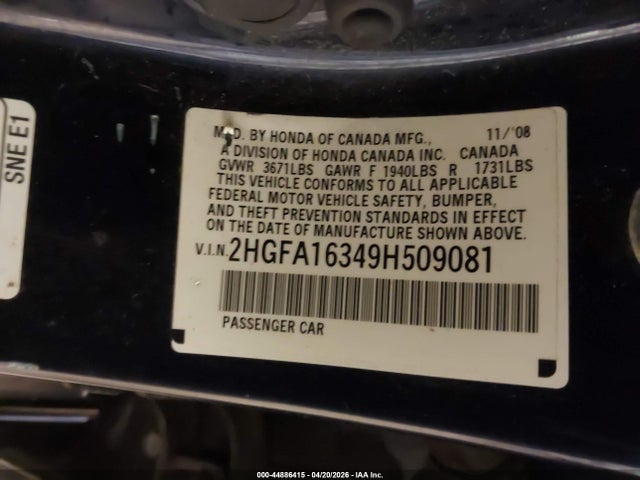 SNE E1
MFD. BY HONDA OF CANADA MFG., 11/'08
A DIVISION OF HONDA CANADA INC. CANADA
GVWR 3671LBS GAWR F 1940LBS R 1731LBS
THIS VEHICLE CONFORMS TO ALL APPLICABLE
FEDERAL MOTOR VEHICLE SAFETY, BUMPER,
AND THEFT PREVENTION STANDARDS IN EFFECT
ON THE DATE OF MANUFACTURE SHOWN ABOVE.
V.I.N. 2HGFA16349H509081
PASSENGER CAR
000-44886415 - 04/20/2026 - IAA Inc.